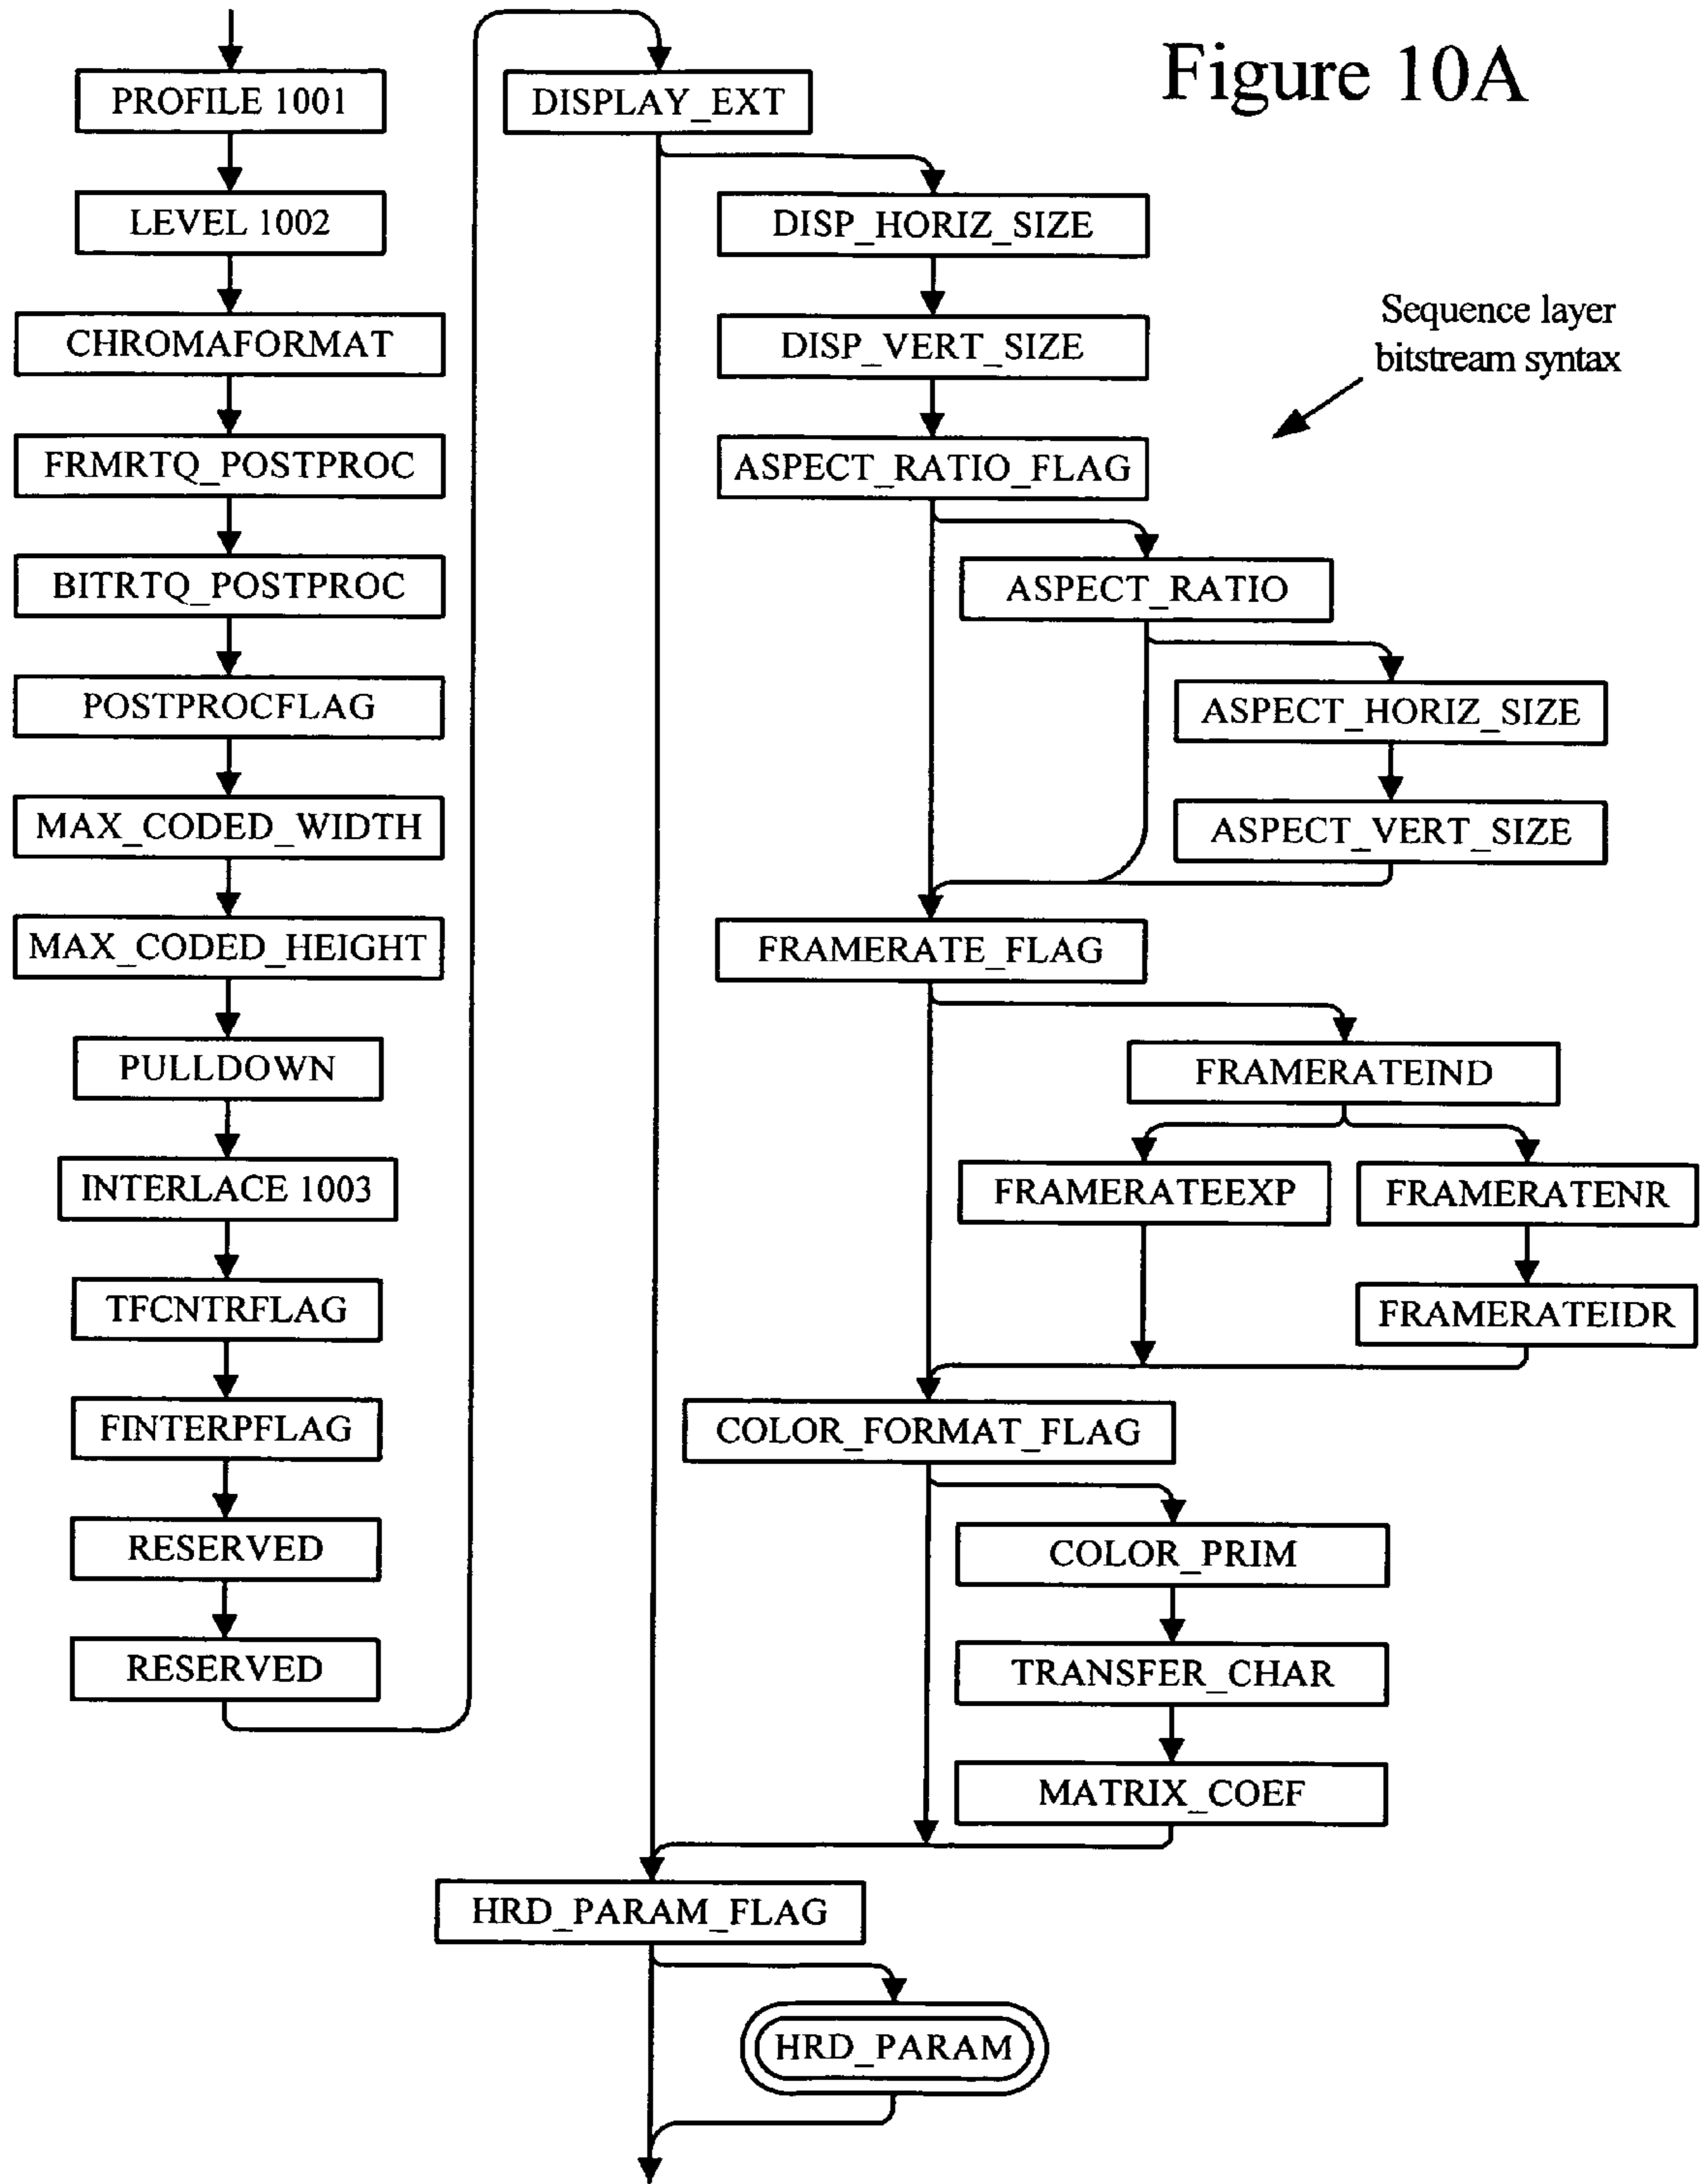 Figure 10A
PROFILE 1001
LEVEL 1002
CHROMAFORMAT
FRMRTQ_POSTPROC
BITRTQ_POSTPROC
POSTPROCFLAG
MAX_CODED_WIDTH
MAX_CODED_HEIGHT
PULLDOWN
INTERLACE 1003
TFCNTRFLAG
FINTERPFLAG
RESERVED
RESERVED
DISPLAY_EXT
DISP_HORIZ_SIZE
DISP_VERT_SIZE
ASPECT_RATIO_FLAG
ASPECT_RATIO
ASPECT_HORIZ_SIZE
ASPECT_VERT_SIZE
FRAMERATE_FLAG
FRAMERATEIND
FRAMERATEEXP
FRAMERATENR
FRAMERATEIDR
COLOR_FORMAT_FLAG
COLOR_PRIM
TRANSFER_CHAR
MATRIX_COEF
HRD_PARAM_FLAG
HRD_PARAM
Sequence layer
bitstream syntax